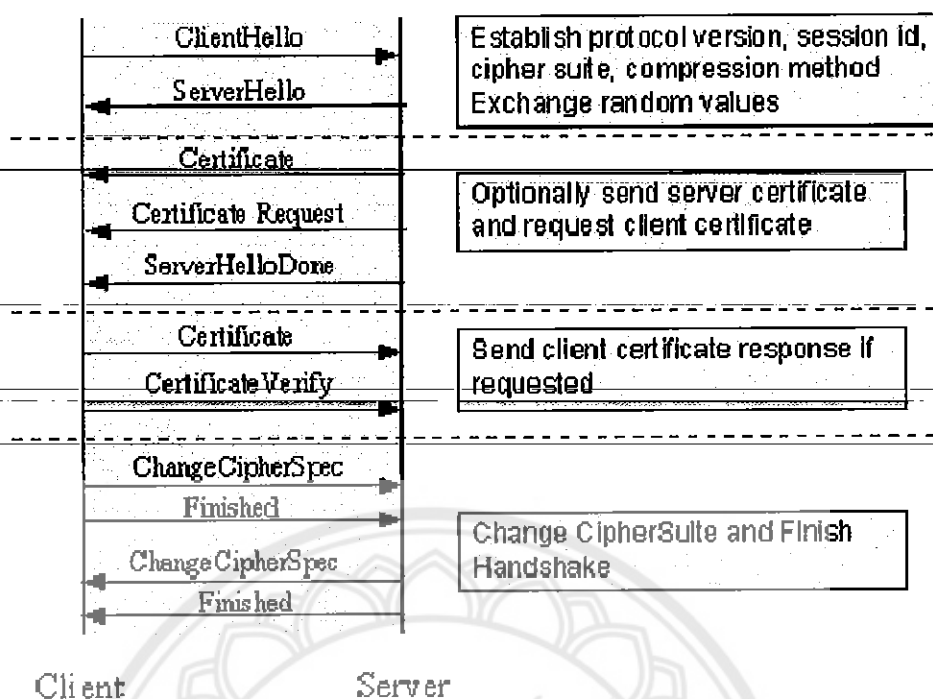 ClientHello
ServerHello
Establish protocol version, session id,
cipher suite, compression method
Exchange random values
Certificate
Certificate Request
ServerHelloDone
Optionally send server certificate
and request client certificate
Certificate
CertificateVerify
Send client certificate response if
requested
ChangeCipherSpec
Finished
ChangeCipherSpec
Finished
Change CipherSuite and Finish
Handshake
Client
Server